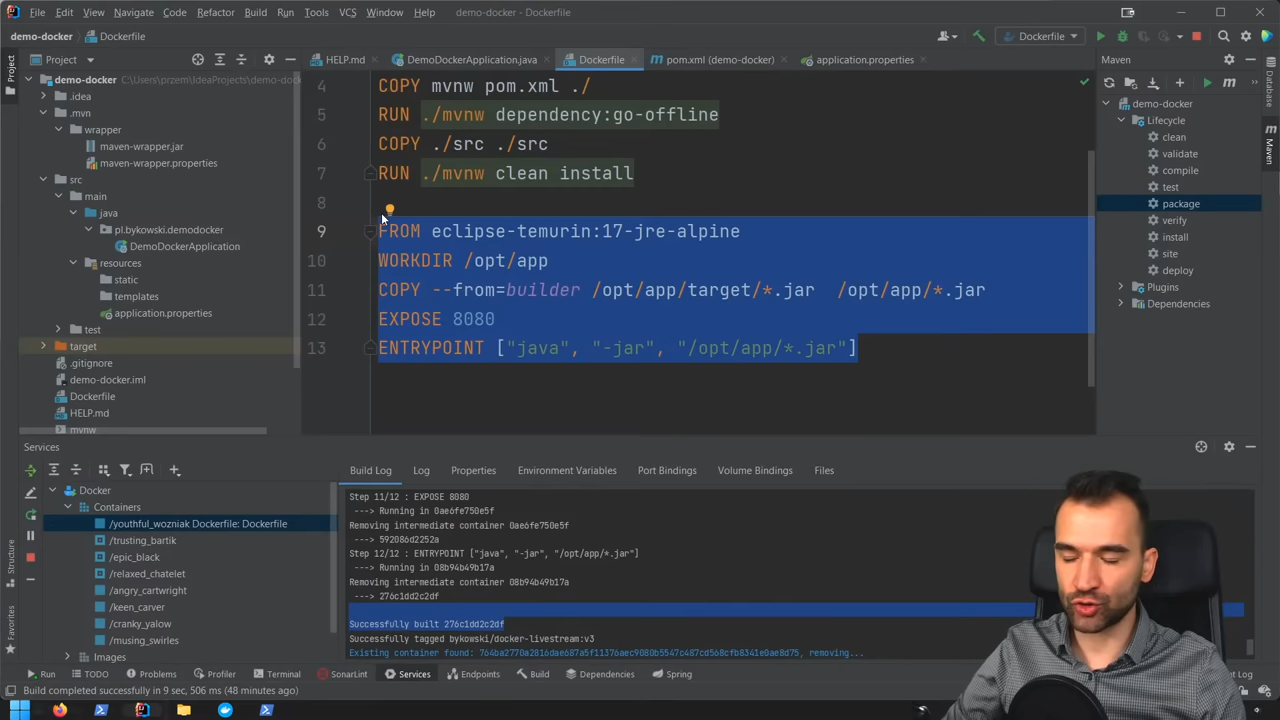 File Edit View Navigate Code Refactor Build Run Tools VCS Window Help demo-docker - Dockerfile
demo-docker Dockerfile Dockerfile
Project HELP.md DemoDockerApplication.java Dockerfile pom.xml (demo-docker) application.properties Maven
demo-docker C:\Users\przem\IdeaProjects\demo-do
.idea
.mvn
wrapper
maven-wrapper.jar
maven-wrapper.properties
src
main
java
pl.bykowski.demodocker
DemoDockerApplication
resources
static
templates
application.properties
test
target
.gitignore
demo-docker.iml
Dockerfile
HELP.md
mvnw
4 COPY mvnw pom.xml ./
5 RUN ./mvnw dependency:go-offline
6 COPY ./src ./src
7 RUN ./mvnw clean install
8
9 FROM eclipse-temurin:17-jre-alpine
10 WORKDIR /opt/app
11 COPY --from=builder /opt/app/target/*.jar /opt/app/*.jar
12 EXPOSE 8080
13 ENTRYPOINT ["java", "-jar", "/opt/app/*.jar"]
demo-docker
Lifecycle
clean
validate
compile
test
package
verify
install
site
deploy
Plugins
Dependencies
Project
Structure
Favorites
Database
Maven
Services
Build Log Log Properties Environment Variables Port Bindings Volume Bindings Files
Docker
Containers
/youthful_wozniak Dockerfile: Dockerfile
/trusting_bartik
/epic_black
/relaxed_chatelet
/angry_cartwright
/keen_carver
/cranky_yalow
/musing_swirles
Images
Step 11/12 : EXPOSE 8080
---> Running in 0ae6fe750e5f
Removing intermediate container 0ae6fe750e5f
---> 592086d2252a
Step 12/12 : ENTRYPOINT ["java", "-jar", "/opt/app/*.jar"]
---> Running in 08b94b49b17a
Removing intermediate container 08b94b49b17a
---> 276c1dd2c2df
Successfully built 276c1dd2c2df
Successfully tagged bykowski/docker-livestream:v3
Existing container found: 764ba2770a2816dae687a5f11376aec9080b5547c487cd568cfb8341e0ae8d75, removing...
Run TODO Problems Profiler Terminal SonarLint Services Endpoints Build Dependencies Spring nt Log
Build completed successfully in 9 sec, 506 ms (48 minutes ago)